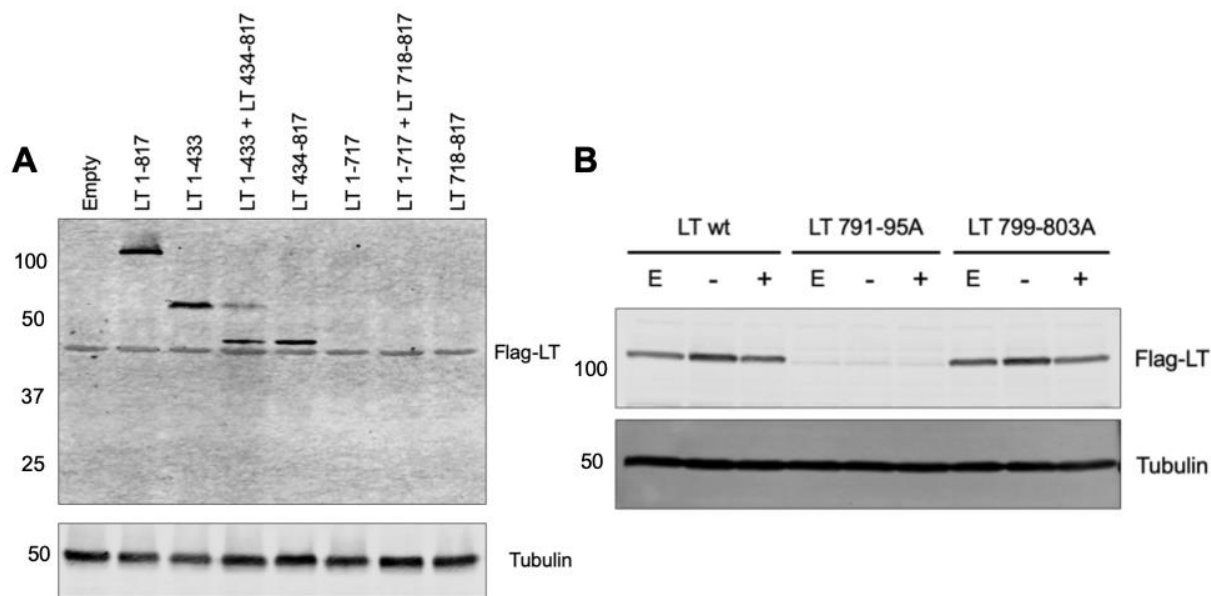 A
Empty
LT 1-817
LT 1-433
LT 1-433 + LT 434-817
LT 434-817
LT 1-717
LT 1-717 + LT 718-817
LT 718-817
100
50
37
25
Flag-LT
50
Tubulin
B
LT wt
LT 791-95A
LT 799-803A
E - + E - + E - +
100
Flag-LT
50
Tubulin